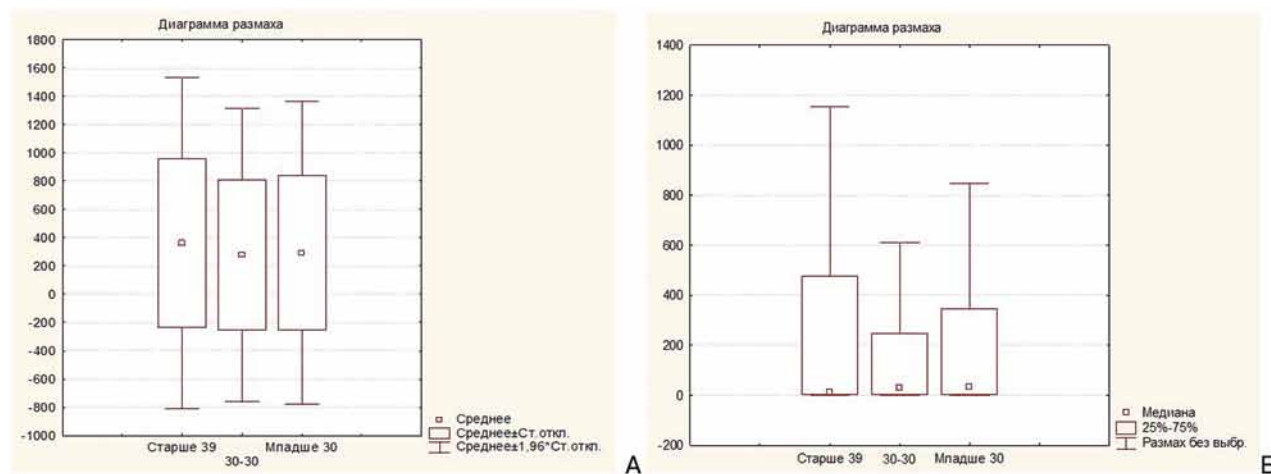 Диаграмма размаха
1800
1600
1400
1200
1000
800
600
400
200
0
-200
-400
-600
-800
-1000
Старше 39
30-30
Младше 30
Среднее
Среднее±Ст.откл.
Среднее±1,96*Ст.откл.
А
Диаграмма размаха
1400
1200
1000
800
600
400
200
0
-200
Старше 39
30-30
Младше 30
Медиана
25%-75%
Размах без выбр.
Б